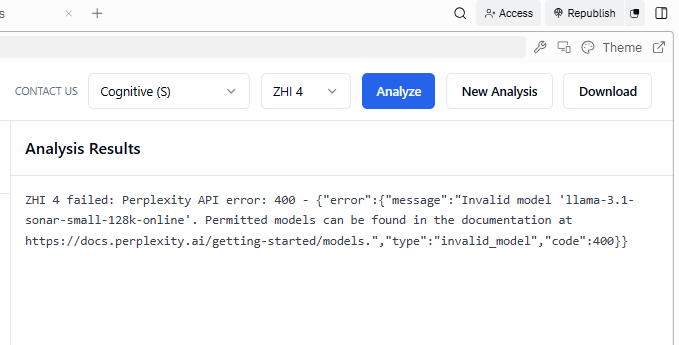 s × + Access Republish
Theme
CONTACT US Cognitive (S) ZHI 4 Analyze New Analysis Download
Analysis Results
ZHI 4 failed: Perplexity API error: 400 - {"error":{"message":"Invalid model 'llama-3.1-
sonar-small-128k-online'. Permitted models can be found in the documentation at
https://docs.perplexity.ai/getting-started/models.","type":"invalid_model","code":400}}